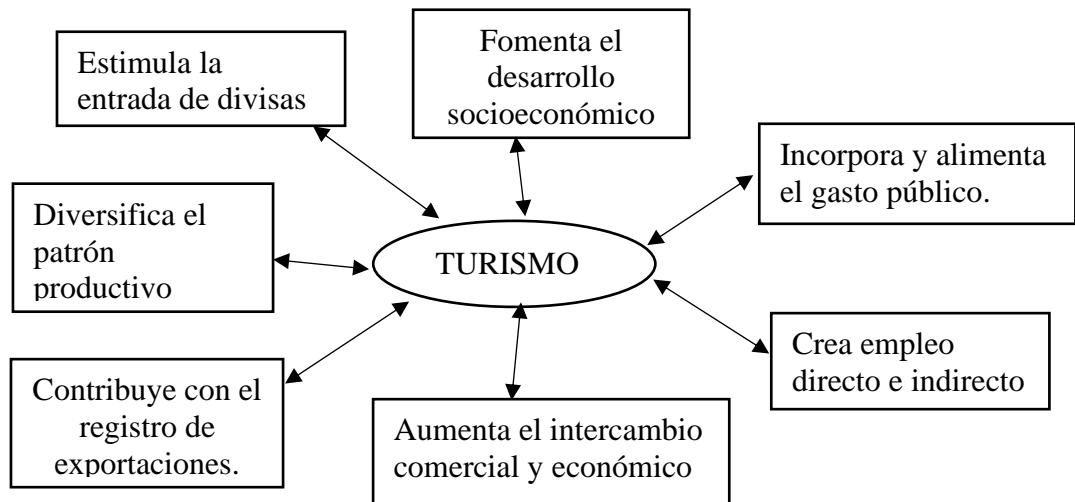 Estimula la
entrada de divisas
Fomenta el
desarrollo
socioeconómico
Incorpora y alimenta
el gasto público.
Diversifica el
patrón
productivo
TURISMO
Crea empleo
directo e indirecto
Contribuye con el
registro de
exportaciones.
Aumenta el intercambio
comercial y económico